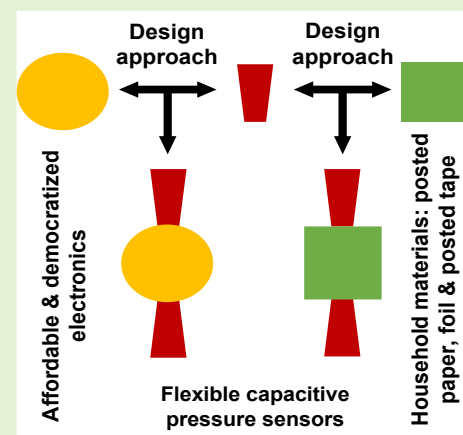 Design
approach
Design
approach
Affordable & democratized
electronics
Household materials: posted
paper, foil & posted tape
Flexible capacitive
pressure sensors